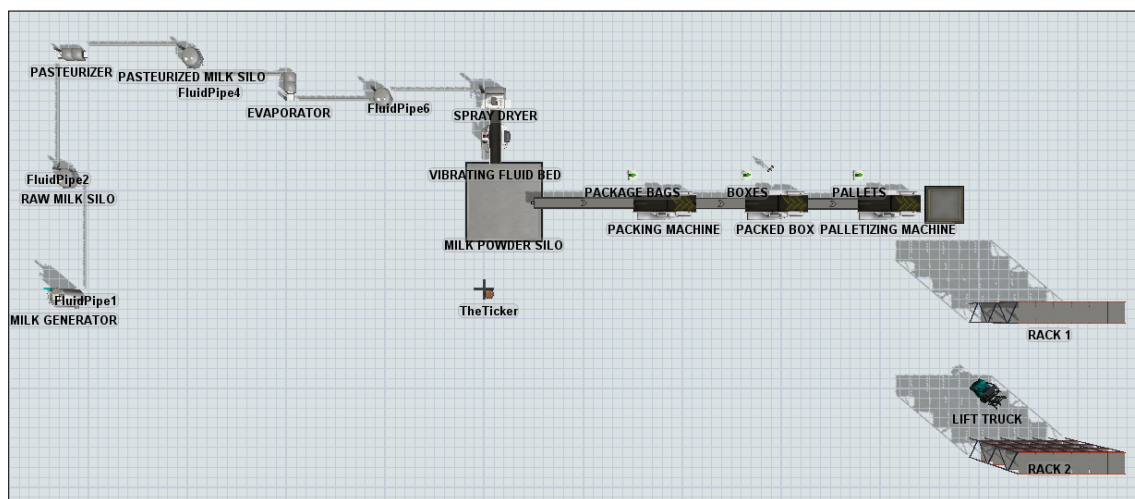 PASTEURIZER
PASTEURIZED MILK SILO
FluidPipe4
EVAPORATOR
FluidPipe6
SPRAY DRYER
FluidPipe2
RAW MILK SILO
VIBRATING FLUID BED
PACKAGE BAGS
BOXES
PALLETS
PACKING MACHINE
PACKED BOX
PALLETIZING MACHINE
MILK POWDER SILO
FluidPipe1
MILK GENERATOR
TheTicker
RACK 1
LIFT TRUCK
RACK 2